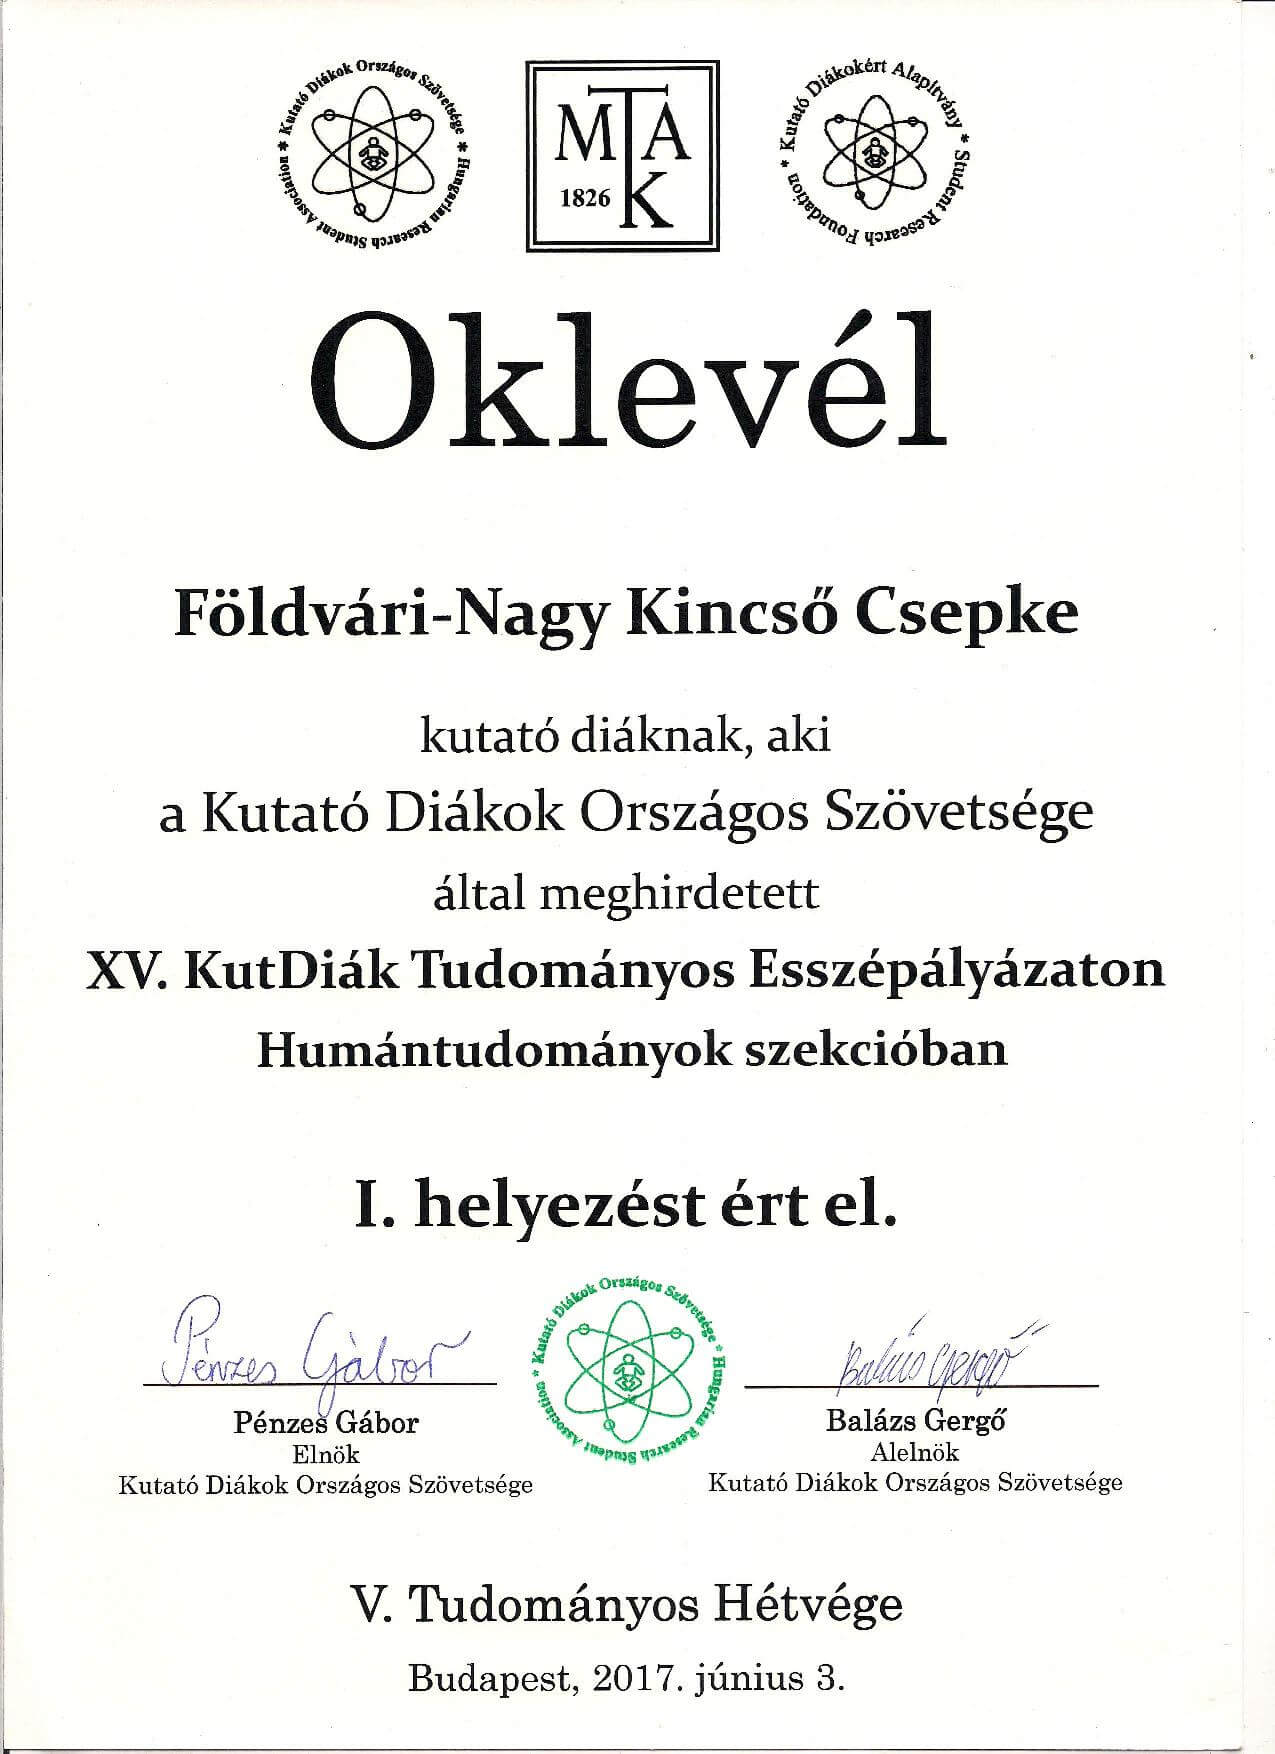 * Kutató Diákok Országos Szövetsége * Hungarian Research Student Association
MTAK
1826
* Kutató Diákokért Alapítvány * Student Research Foundation
Oklevél
Földvári-Nagy Kincső Csepke
kutató diáknak, aki
a Kutató Diákok Országos Szövetsége
által meghirdetett
XV. KutDiák Tudományos Esszépályázaton
Humántudományok szekcióban
I. helyezést ért el.
* Kutató Diákok Országos Szövetsége * Hungarian Research Student Association
Pénzes Gábor
Balázs Gergő
Pénzes Gábor
Elnök
Kutató Diákok Országos Szövetsége
Balázs Gergő
Alelnök
Kutató Diákok Országos Szövetsége
V. Tudományos Hétvége
Budapest, 2017. június 3.